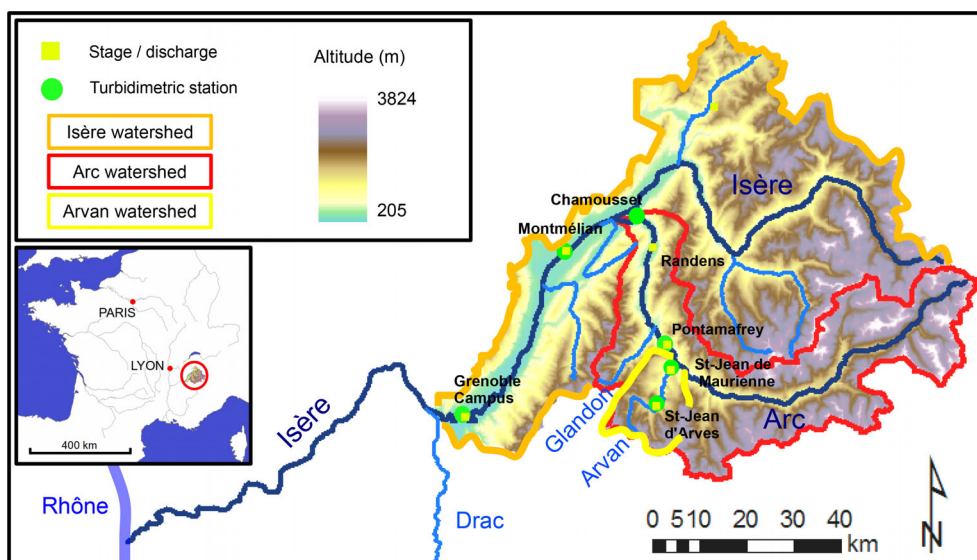 Stage / discharge
Turbidimetric station
Isère watershed
Arc watershed
Arvan watershed
Altitude (m)
3824
205
PARIS
LYON
400 km
Chamousset
Montmélian
Isère
Randens
Pontamafrey
St-Jean de
Maurienne
Grenoble
Campus
St-Jean
d'Arves
Glandon
Arvan
Arc
Isère
Rhône
Drac
0 5 10 20 30 40
km
N